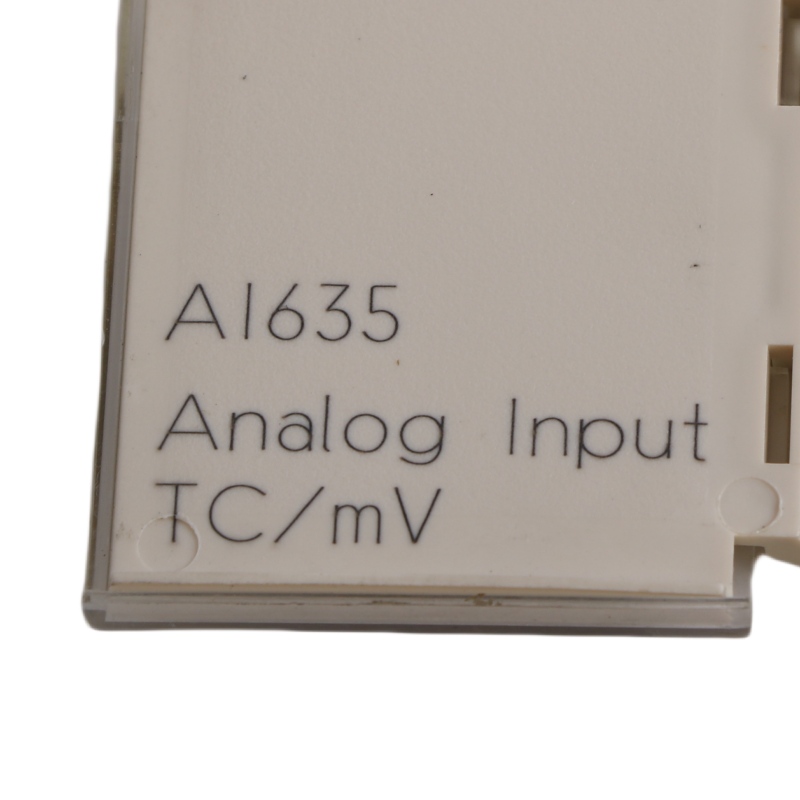 AI635
Analog Input
TC/mV